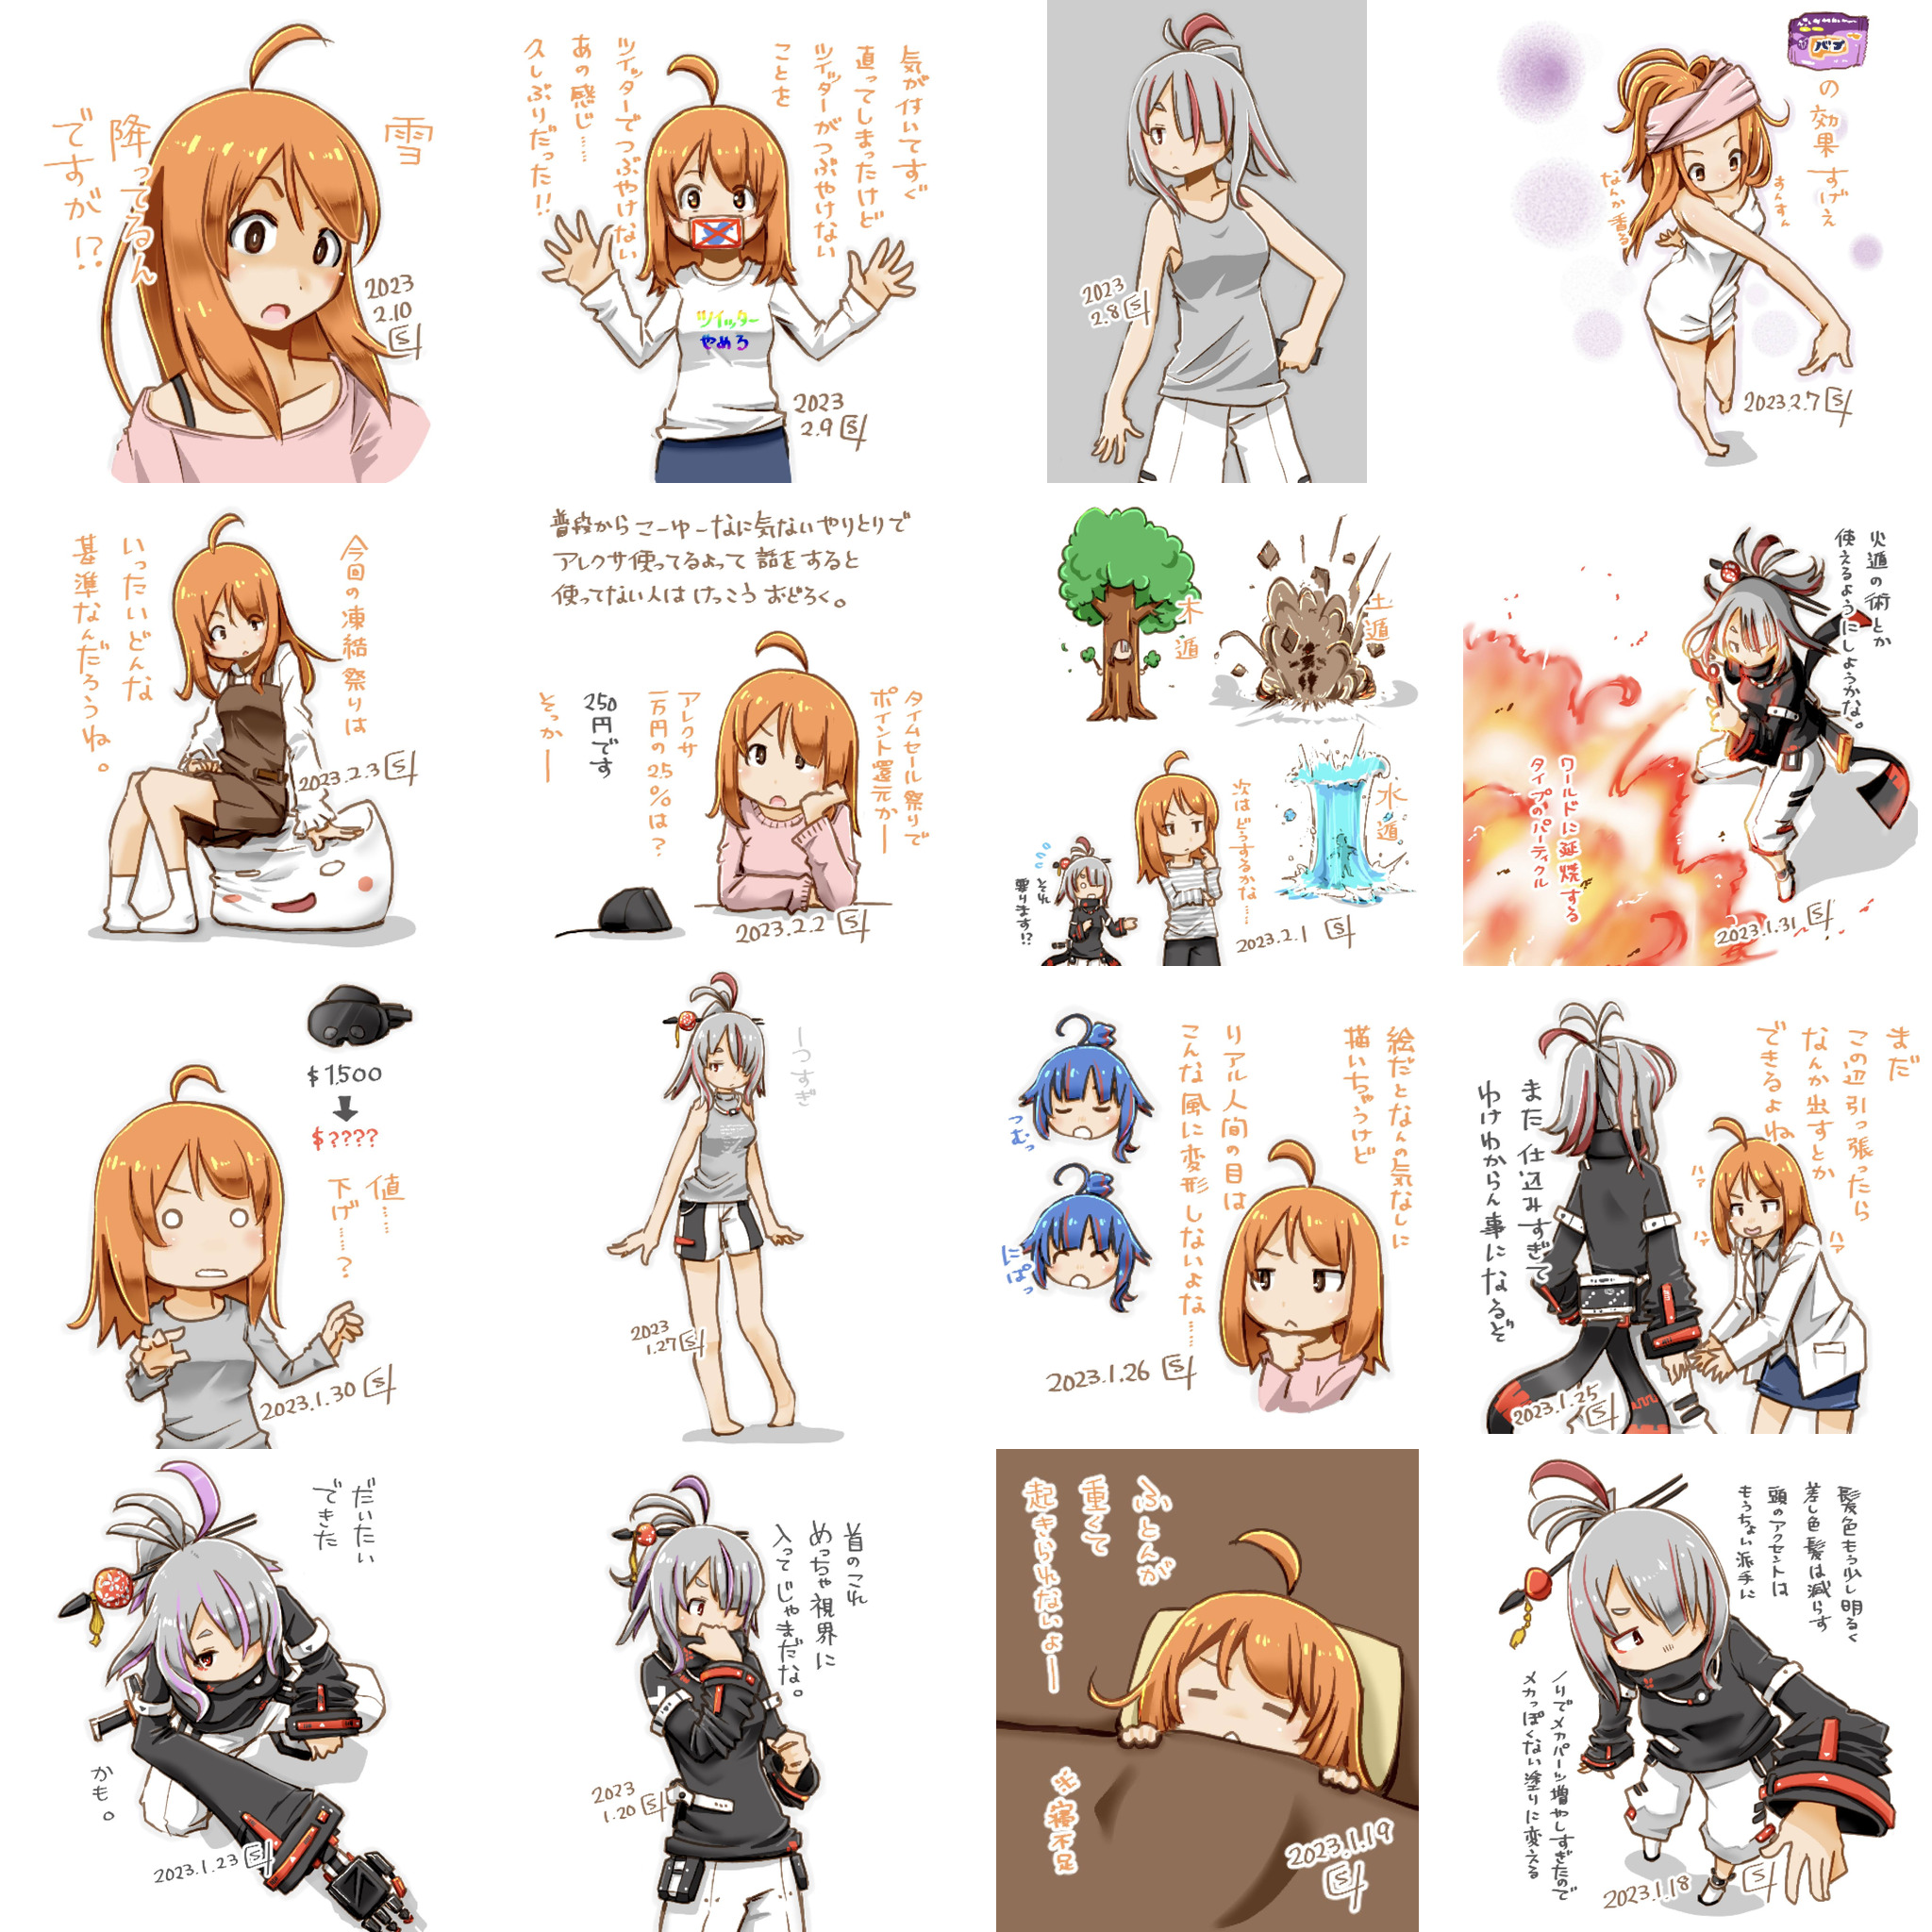 雪
降ってるん
ですが!?
2023
2.10
気が付いてすぐ
直ってしまったけど
ツイッターがつぶやけない
ことを
ツイッターでつぶやけない
あの感じ……
久しぶりだった!!
ツイッター
やめろ
2023
2.9
2023
2.8
バブ
の効果すげえ
すんすん
なんか香る
2023.2.7
今回の凍結祭りは
いったいどんな
基準なんだろうね。
2023.2.3
普段からこーゆーなに気ないやりとりで
アレクサ使ってるよって話をすると
使ってない人はけっこうおどろく。
タイムセール祭りで
ポイント還元かー
アレクサ
一万円の2.5%は?
250円です
そっかー
2023.2.2
木遁
土遁
水遁
次はどうするかな……
それ
要ります!?
2023.2.1
火遁の術とか
使えるようにしようかな。
ワールドに延焼する
タイプのパーティクル
2023.1.31
$1,500
$????
値……
下げ……?
2023.1.30
一つすぎ
2023
1.27
絵だとなんの気なしに
描いちゃうけど
リアル人間の目は
こんな風に変形しないよな……
つむっ
にぱっ
2023.1.26
まだ
この辺引っ張ったら
なんか出すとか
できるよね
ハァ
ハァ
ハァ
また仕込みすぎて
わけわからん事になるぞ
2023.1.25
だいたい
できた
かも。
2023.1.23
首のこれ
めっちゃ視界に
入ってじゃまだな。
2023
1.20
ふとんが
重くて
起きられないよー
※寝不足
2023.1.19
髪色もう少し明るく
差し色髪は減らす
頭のアクセントは
もうちょい派手に
ノリでメカパーツ増やしすぎたので
メカっぽくない塗りに変える
2023.1.18